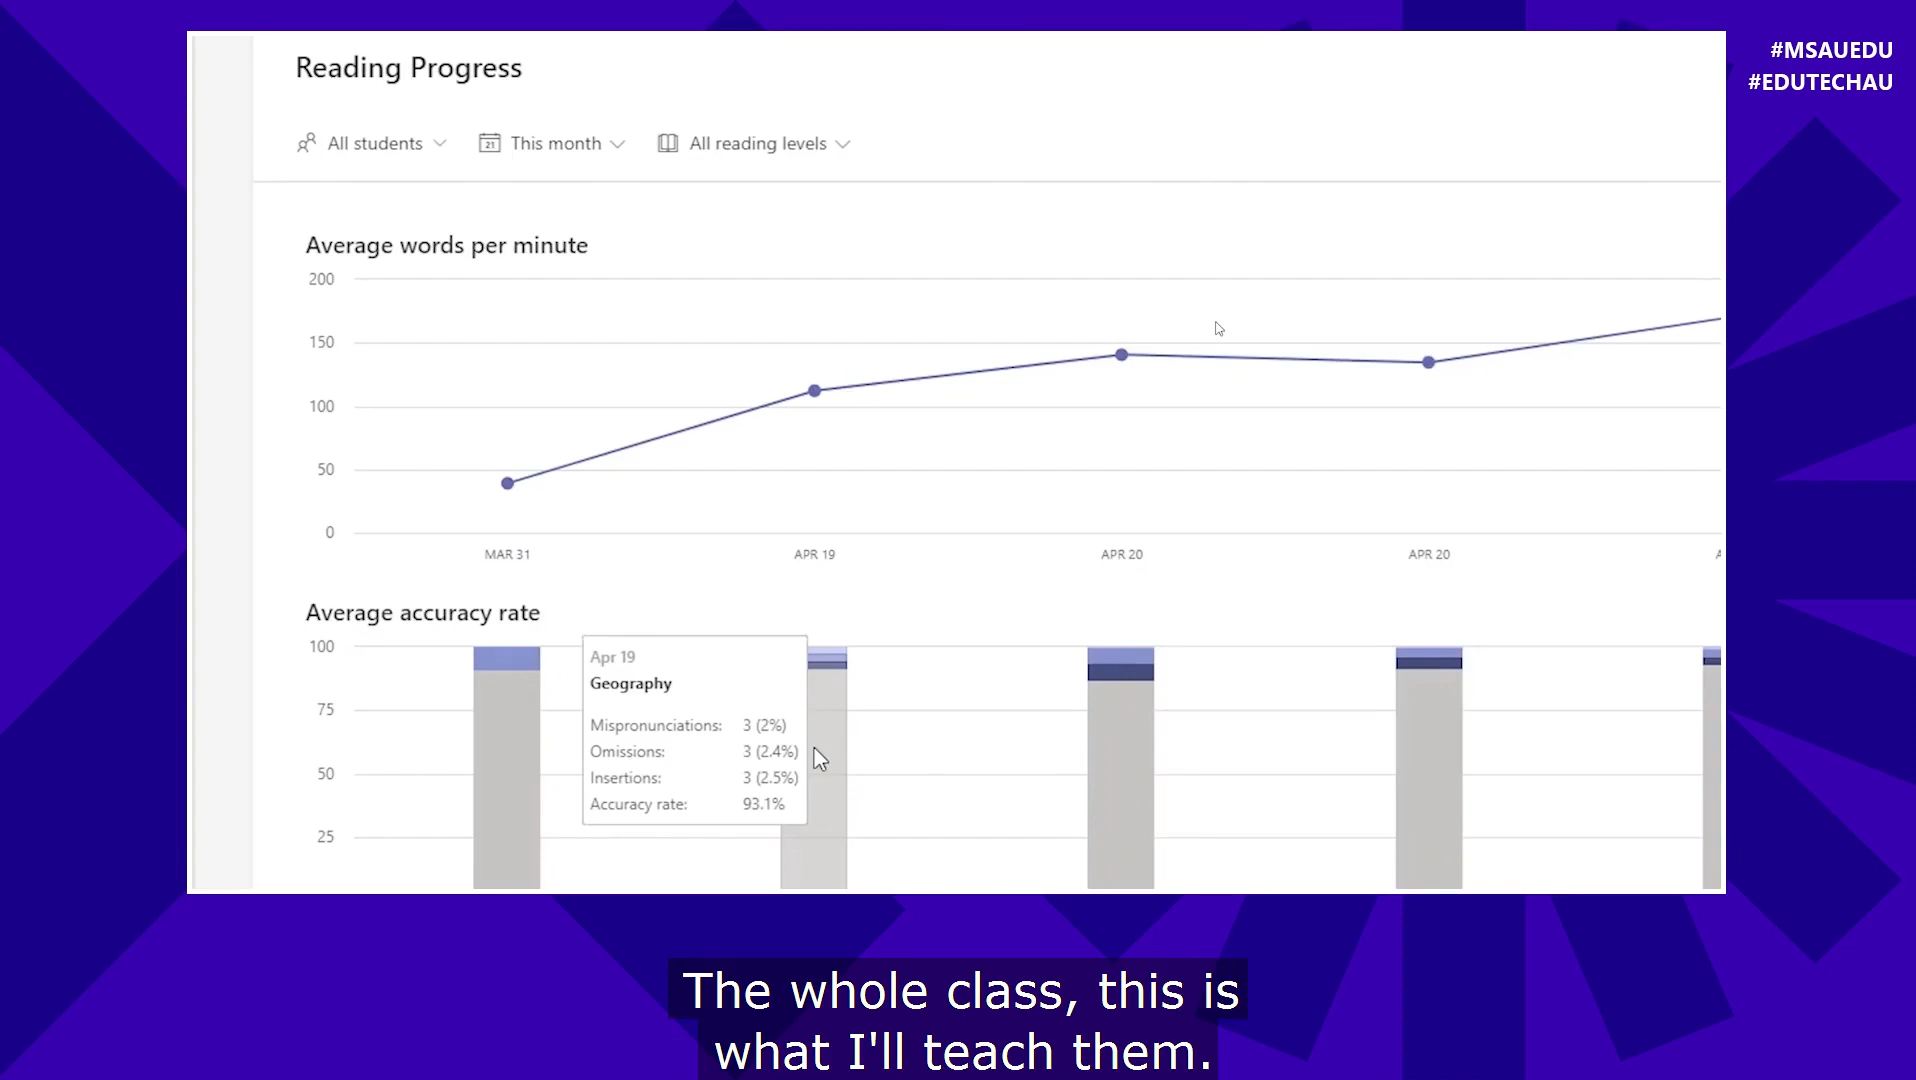 #MSAUEDU
#EDUTECHAU
Reading Progress
All students
21 This month
All reading levels
Average words per minute
200
150
100
50
0
MAR 31 APR 19 APR 20 APR 20
Average accuracy rate
100
75
50
25
Apr 19
Geography
Mispronunciations: 3 (2%)
Omissions: 3 (2.4%)
Insertions: 3 (2.5%)
Accuracy rate: 93.1%
The whole class, this is
what I'll teach them.